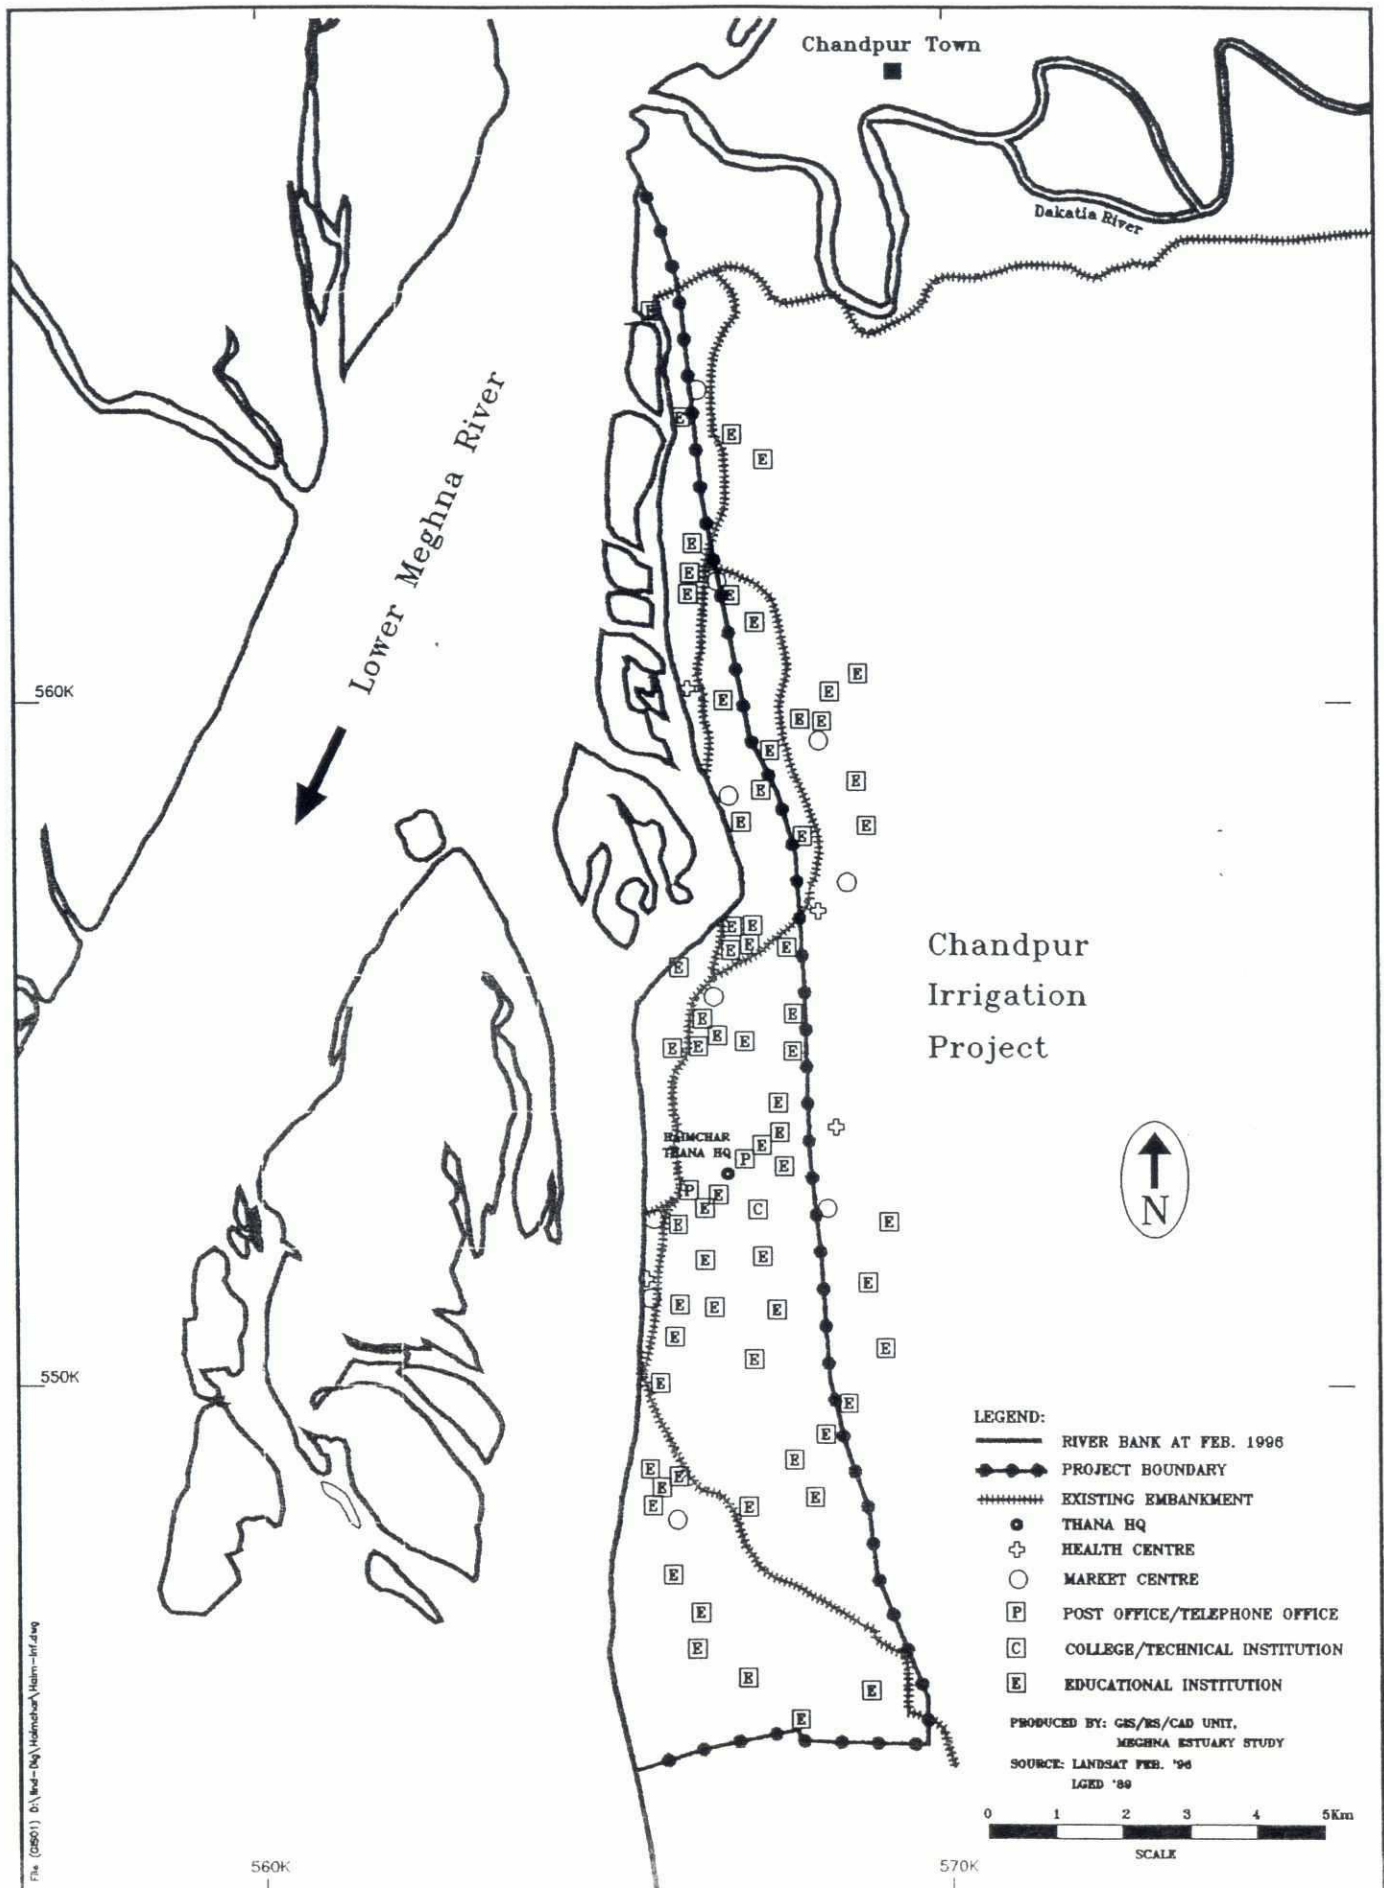 Chandpur Town
Dakatia River
Lower Meghna River
560K
Chandpur
Irrigation
Project
HAIMCHAR
THANA HQ
N
550K
LEGEND:
RIVER BANK AT FEB. 1996
PROJECT BOUNDARY
EXISTING EMBANKMENT
THANA HQ
HEALTH CENTRE
MARKET CENTRE
P POST OFFICE/TELEPHONE OFFICE
C COLLEGE/TECHNICAL INSTITUTION
E EDUCATIONAL INSTITUTION
PRODUCED BY: GIS/RS/CAD UNIT,
MEGHNA ESTUARY STUDY
SOURCE: LANDSAT FEB. '96
LGED '89
0 1 2 3 4 5Km
SCALE
560K
570K